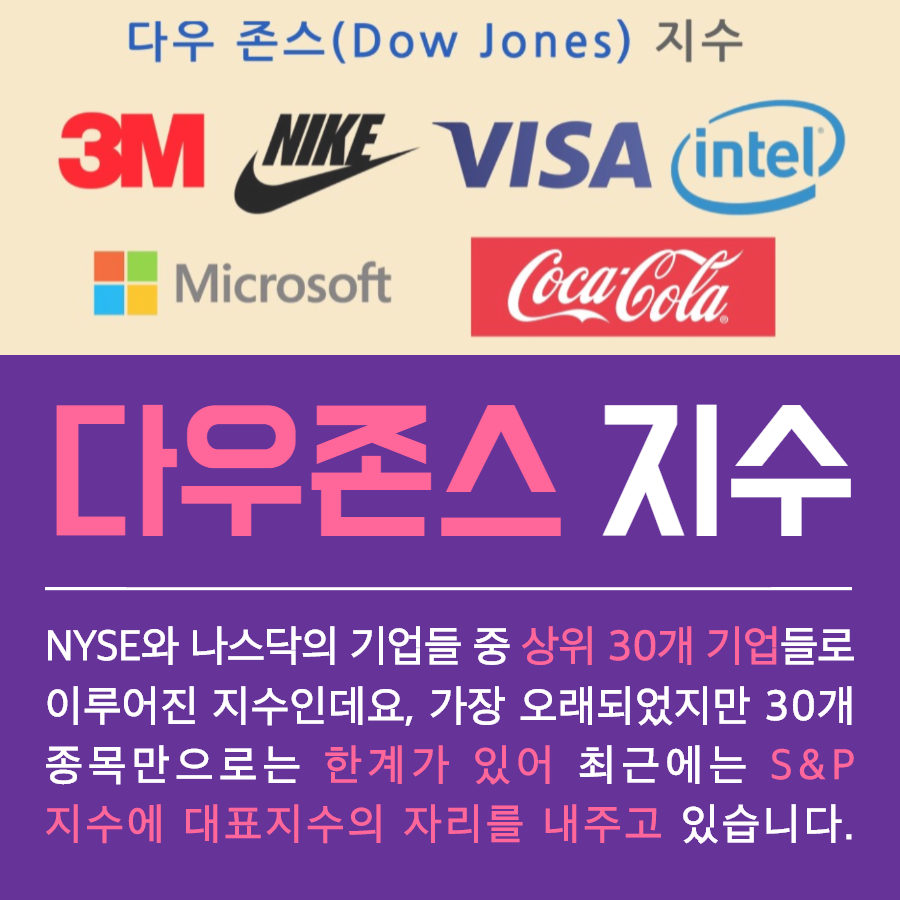 다우 존스(Dow Jones) 지수
3M NIKE VISA intel®
Microsoft Coca-Cola®
다우존스 지수
NYSE와 나스닥의 기업들 중 상위 30개 기업들로
이루어진 지수인데요, 가장 오래되었지만 30개
종목만으로는 한계가 있어 최근에는 S&P
지수에 대표지수의 자리를 내주고 있습니다.